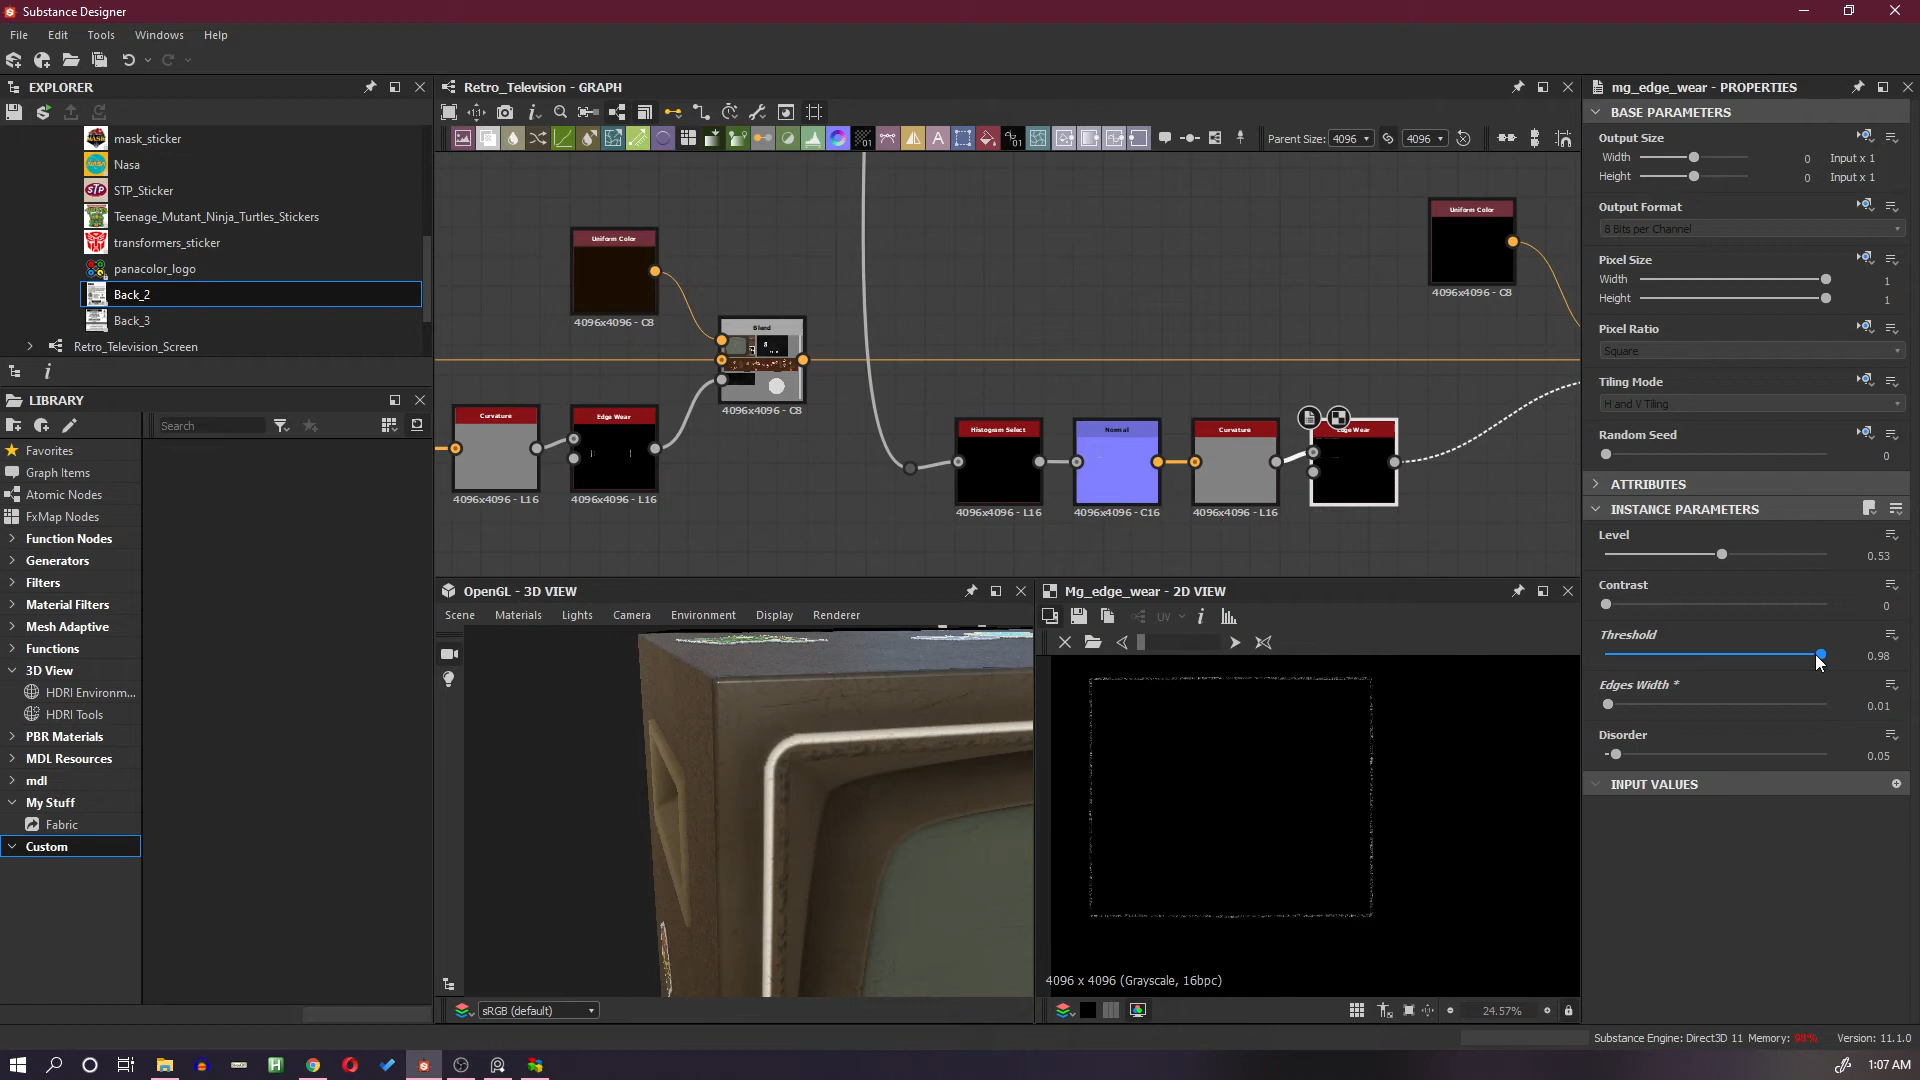 Substance Designer
File Edit Tools Windows Help
EXPLORER
mask_sticker
Nasa
STP_Sticker
Teenage_Mutant_Ninja_Turtles_Stickers
transformers_sticker
panacolor_logo
Back_2
Back_3
Retro_Television_Screen
LIBRARY
Search
Favorites
Graph Items
Atomic Nodes
FxMap Nodes
Function Nodes
Generators
Filters
Material Filters
Mesh Adaptive
Functions
3D View
HDRI Environm...
HDRI Tools
PBR Materials
MDL Resources
mdl
My Stuff
Fabric
Custom
Retro_Television - GRAPH
Parent Size: 4096 4096
Uniform Color
4096x4096 - C8
Blend
4096x4096 - C8
Curvature
4096x4096 - L16
Edge Wear
4096x4096 - L16
Uniform Color
4096x4096 - C8
Histogram Select
4096x4096 - L16
Normal
4096x4096 - C16
Curvature
4096x4096 - L16
Edge Wear
OpenGL - 3D VIEW
Scene Materials Lights Camera Environment Display Renderer
sRGB (default)
Mg_edge_wear - 2D VIEW
UV
4096 x 4096 (Grayscale, 16bpc)
24.57%
mg_edge_wear - PROPERTIES
BASE PARAMETERS
Output Size
Width 0 Input x 1
Height 0 Input x 1
Output Format
8 Bits per Channel
Pixel Size
Width 1
Height 1
Pixel Ratio
Square
Tiling Mode
H and V Tiling
Random Seed
0
ATTRIBUTES
INSTANCE PARAMETERS
Level
0.53
Contrast
0
Threshold
0.98
Edges Width *
0.01
Disorder
0.05
INPUT VALUES
Substance Engine: Direct3D 11 Memory: 98% Version: 11.1.0
1:07 AM